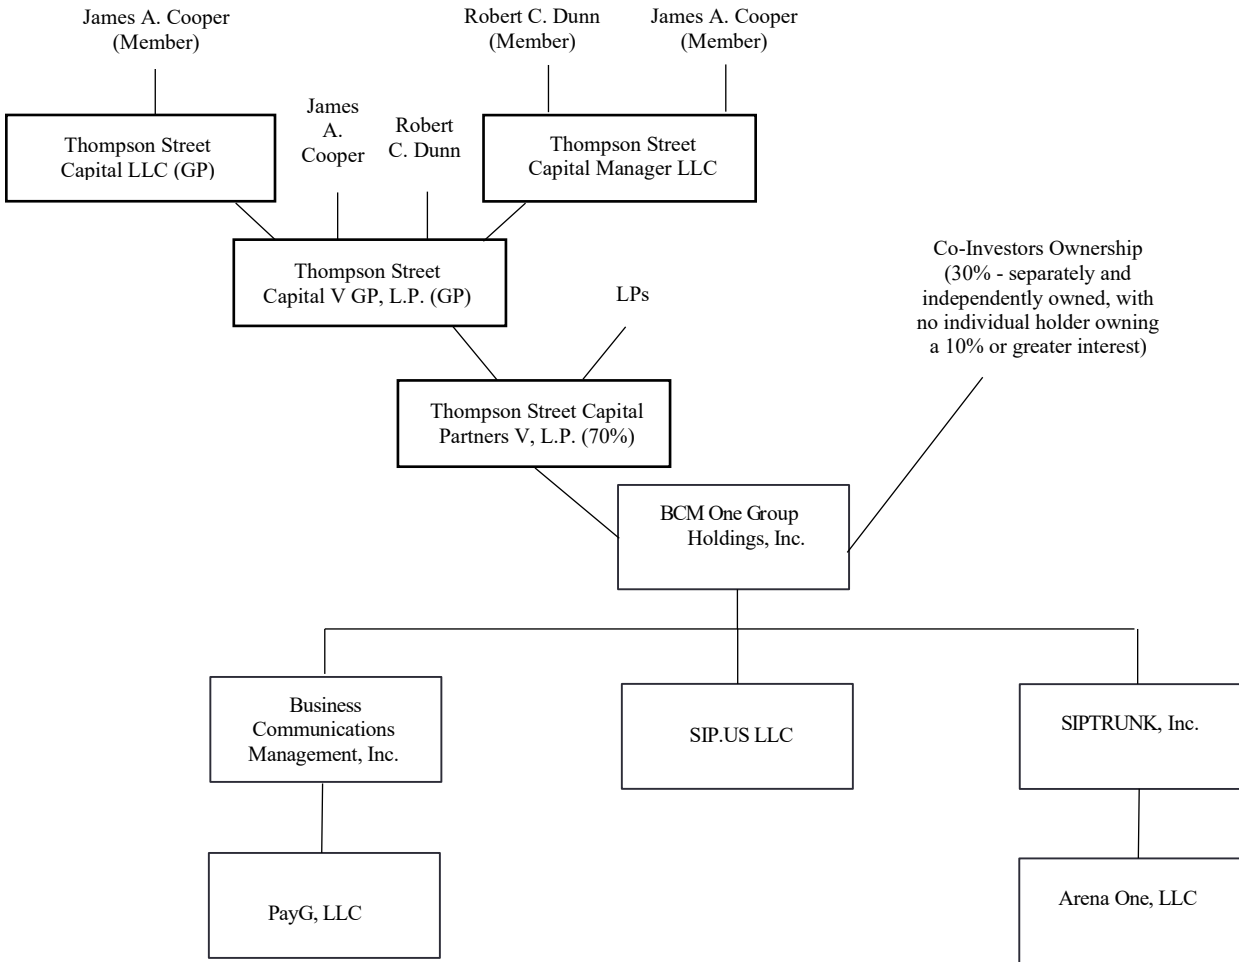 James A. Cooper
(Member)
Robert C. Dunn
(Member)
James A. Cooper
(Member)
Thompson Street
Capital LLC (GP)
James
A.
Cooper
Robert
C. Dunn
Thompson Street
Capital Manager LLC
Thompson Street
Capital V GP, L.P. (GP)
LPs
Co-Investors Ownership
(30% - separately and
independently owned, with
no individual holder owning
a 10% or greater interest)
Thompson Street Capital
Partners V, L.P. (70%)
BCM One Group
Holdings, Inc.
Business
Communications
Management, Inc.
SIP.US LLC
SIPTRUNK, Inc.
PayG, LLC
Arena One, LLC